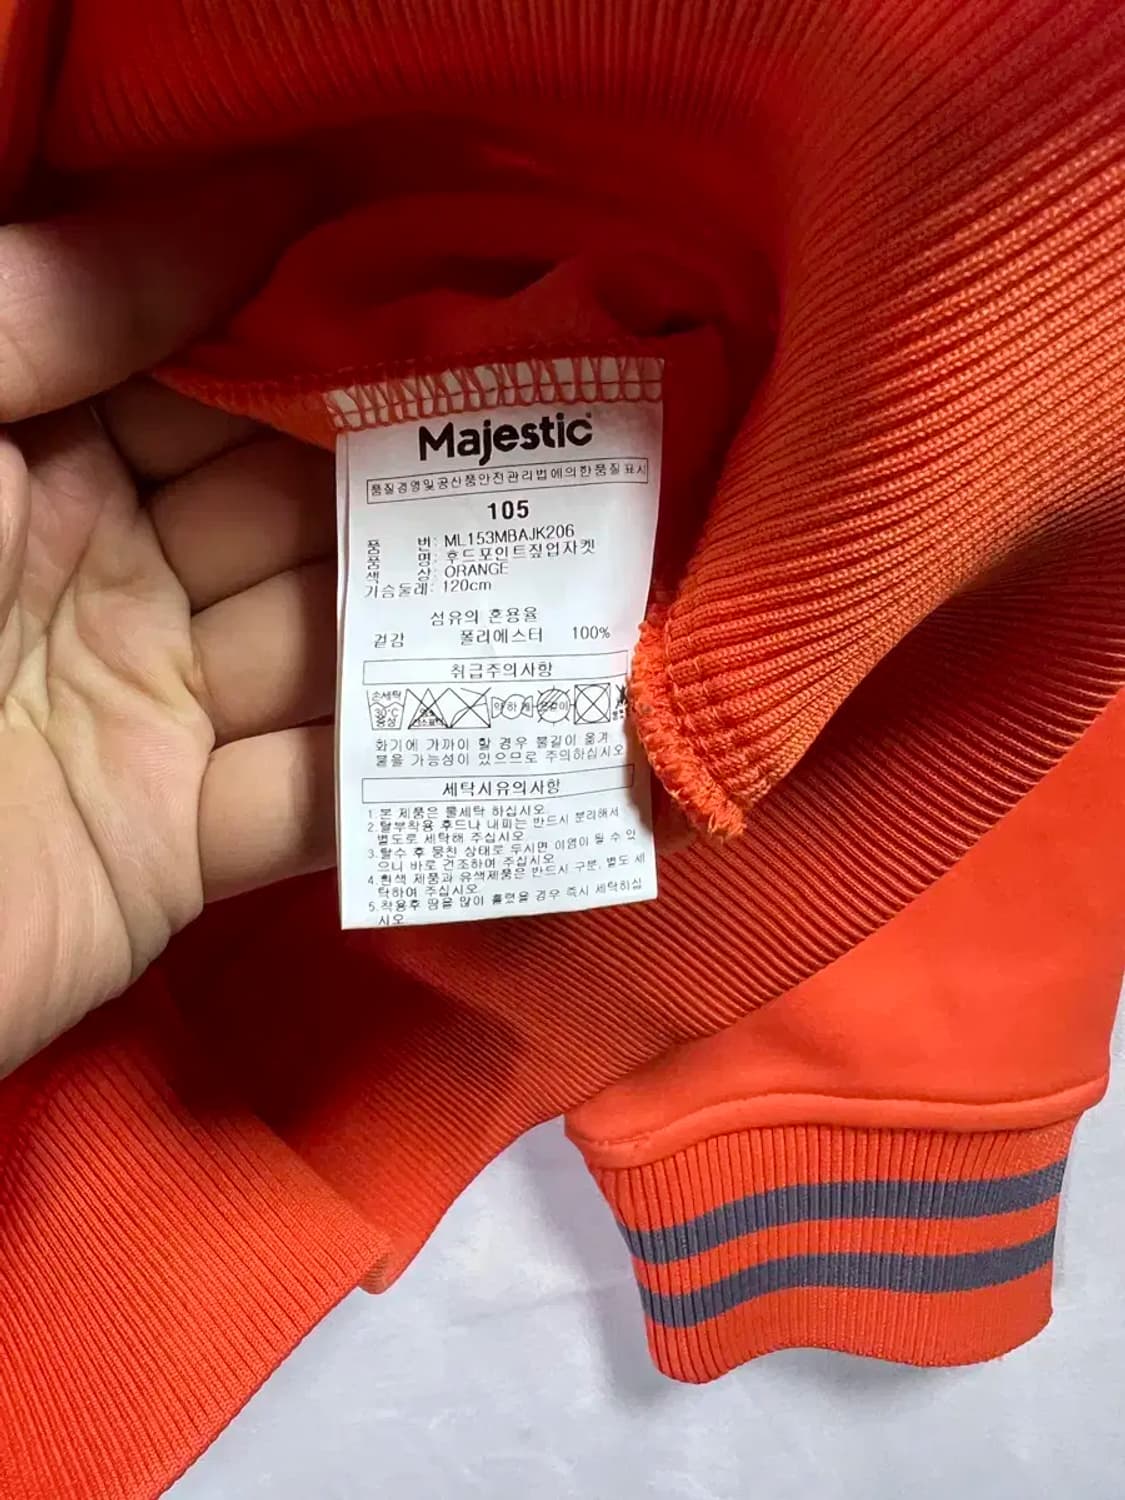 Majestic
품질경영및공산품안전관리법에의한품질표시
105
품 번: ML153MBAJK206
품 명: 후드포인트짚업자켓
색 상: ORANGE
가슴둘레: 120cm
섬유의 혼용율
겉감 폴리에스터 100%
취급주의사항
손세탁
30℃
중성
약하게
화기에 가까이 할 경우 불길이 옮겨
붙을 가능성이 있으므로 주의하십시오
세탁시유의사항
1.본 제품은 물세탁 하십시오.
2.탈부착용 후드나 내피는 반드시 분리해서
별도로 세탁해 주십시오.
3.탈수 후 뭉친 상태로 두시면 이염이 될 수 있
으니 바로 건조하여 주십시오.
4.흰색 제품과 유색제품은 반드시 구분, 별도 세
탁하여 주십시오.
5.착용후 땀을 많이 흘렸을 경우 즉시 세탁하십
시오.